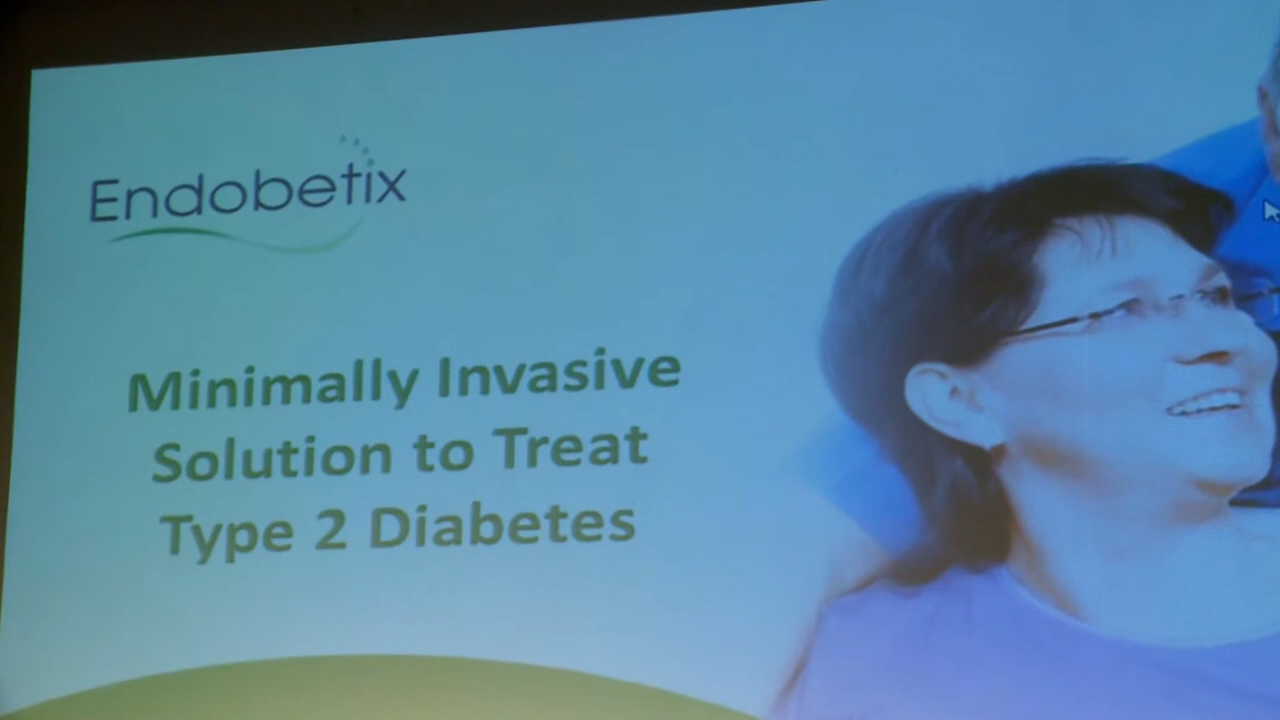 Endobetix
Minimally Invasive
Solution to Treat
Type 2 Diabetes